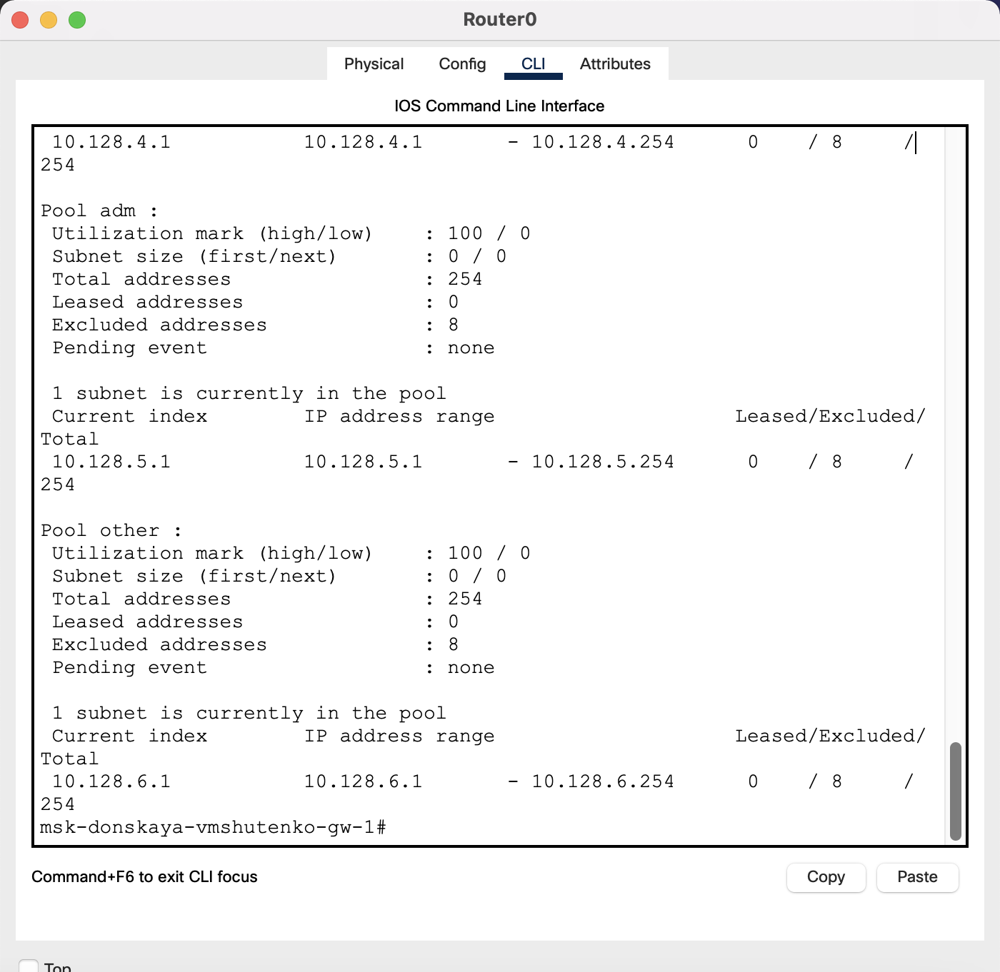 Router0
Physical Config CLI Attributes
IOS Command Line Interface
10.128.4.1 10.128.4.1 - 10.128.4.254 0 / 8 /
254
Pool adm :
Utilization mark (high/low) : 100 / 0
Subnet size (first/next) : 0 / 0
Total addresses : 254
Leased addresses : 0
Excluded addresses : 8
Pending event : none
1 subnet is currently in the pool
Current index IP address range Leased/Excluded/
Total
10.128.5.1 10.128.5.1 - 10.128.5.254 0 / 8 /
254
Pool other :
Utilization mark (high/low) : 100 / 0
Subnet size (first/next) : 0 / 0
Total addresses : 254
Leased addresses : 0
Excluded addresses : 8
Pending event : none
1 subnet is currently in the pool
Current index IP address range Leased/Excluded/
Total
10.128.6.1 10.128.6.1 - 10.128.6.254 0 / 8 /
254
msk-donskaya-vmshutenko-gw-1#
Command+F6 to exit CLI focus
Copy Paste
Top